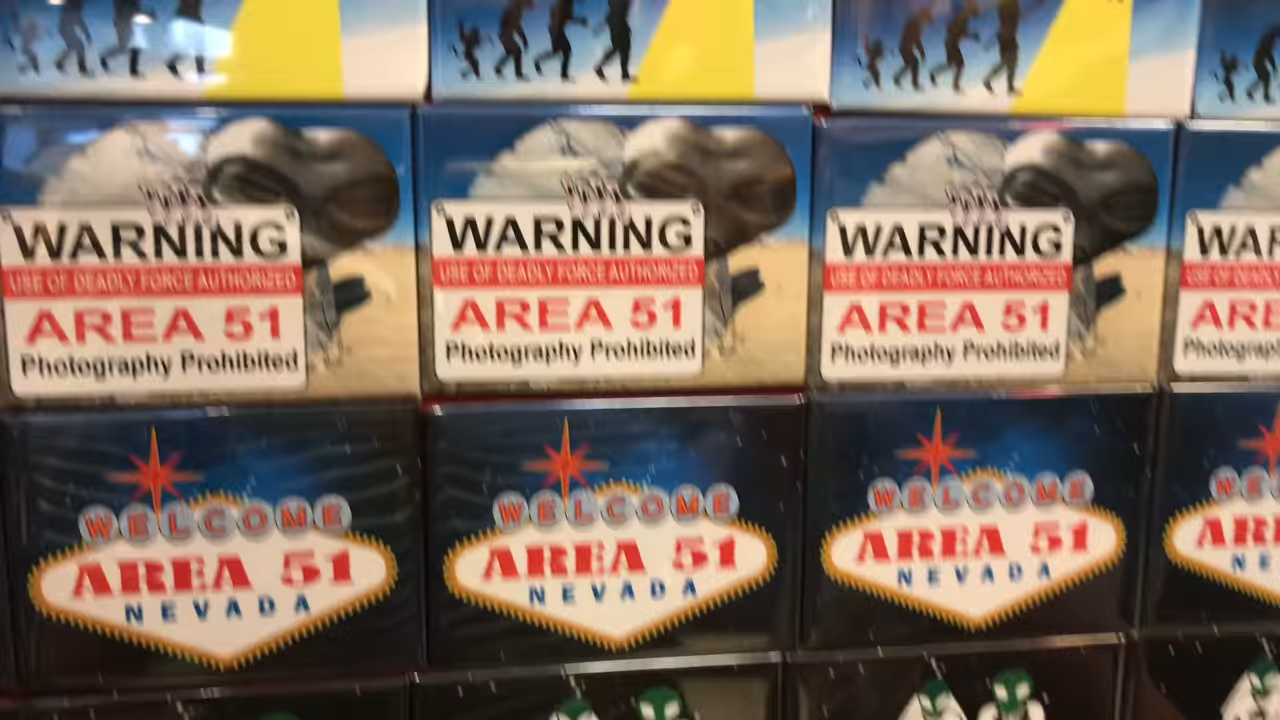 WARNING
USE OF DEADLY FORCE AUTHORIZED
AREA 51
Photography Prohibited
WARNING
USE OF DEADLY FORCE AUTHORIZED
AREA 51
Photography Prohibited
WARNING
USE OF DEADLY FORCE AUTHORIZED
AREA 51
Photography Prohibited
WELCOME
AREA 51
NEVADA
WELCOME
AREA 51
NEVADA
WELCOME
AREA 51
NEVADA